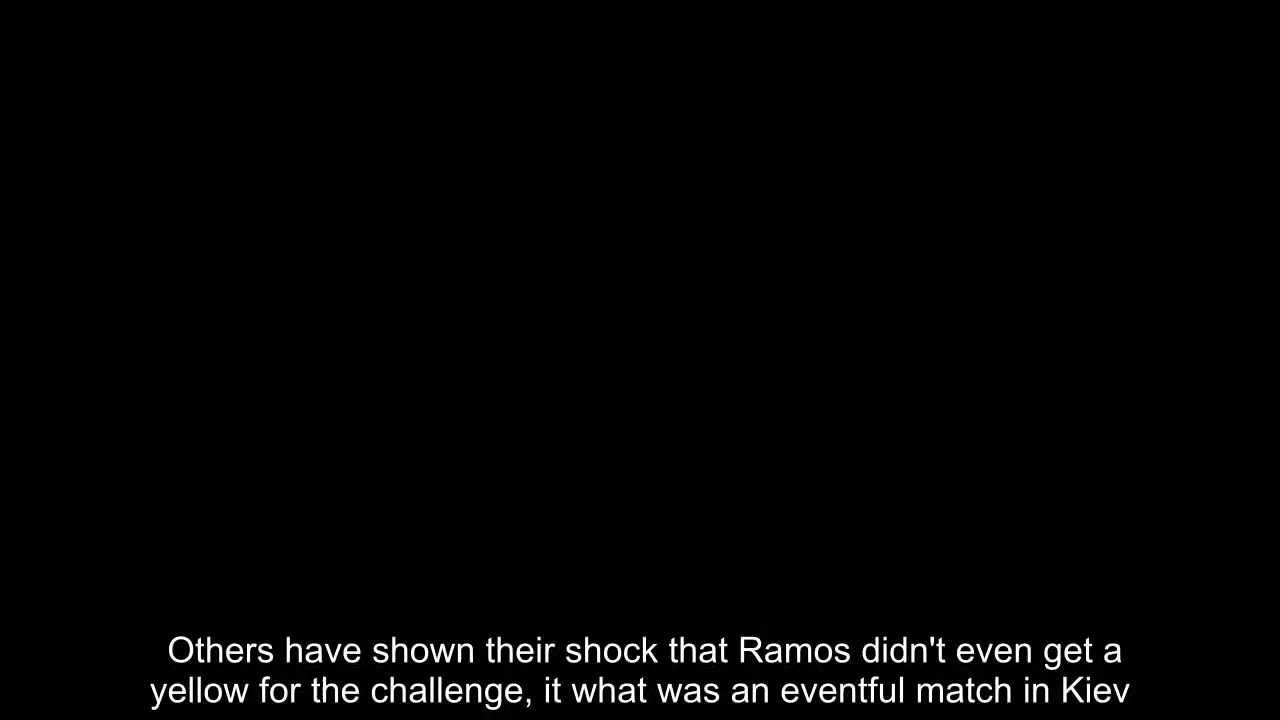 Others have shown their shock that Ramos didn't even get a
yellow for the challenge, it what was an eventful match in Kiev